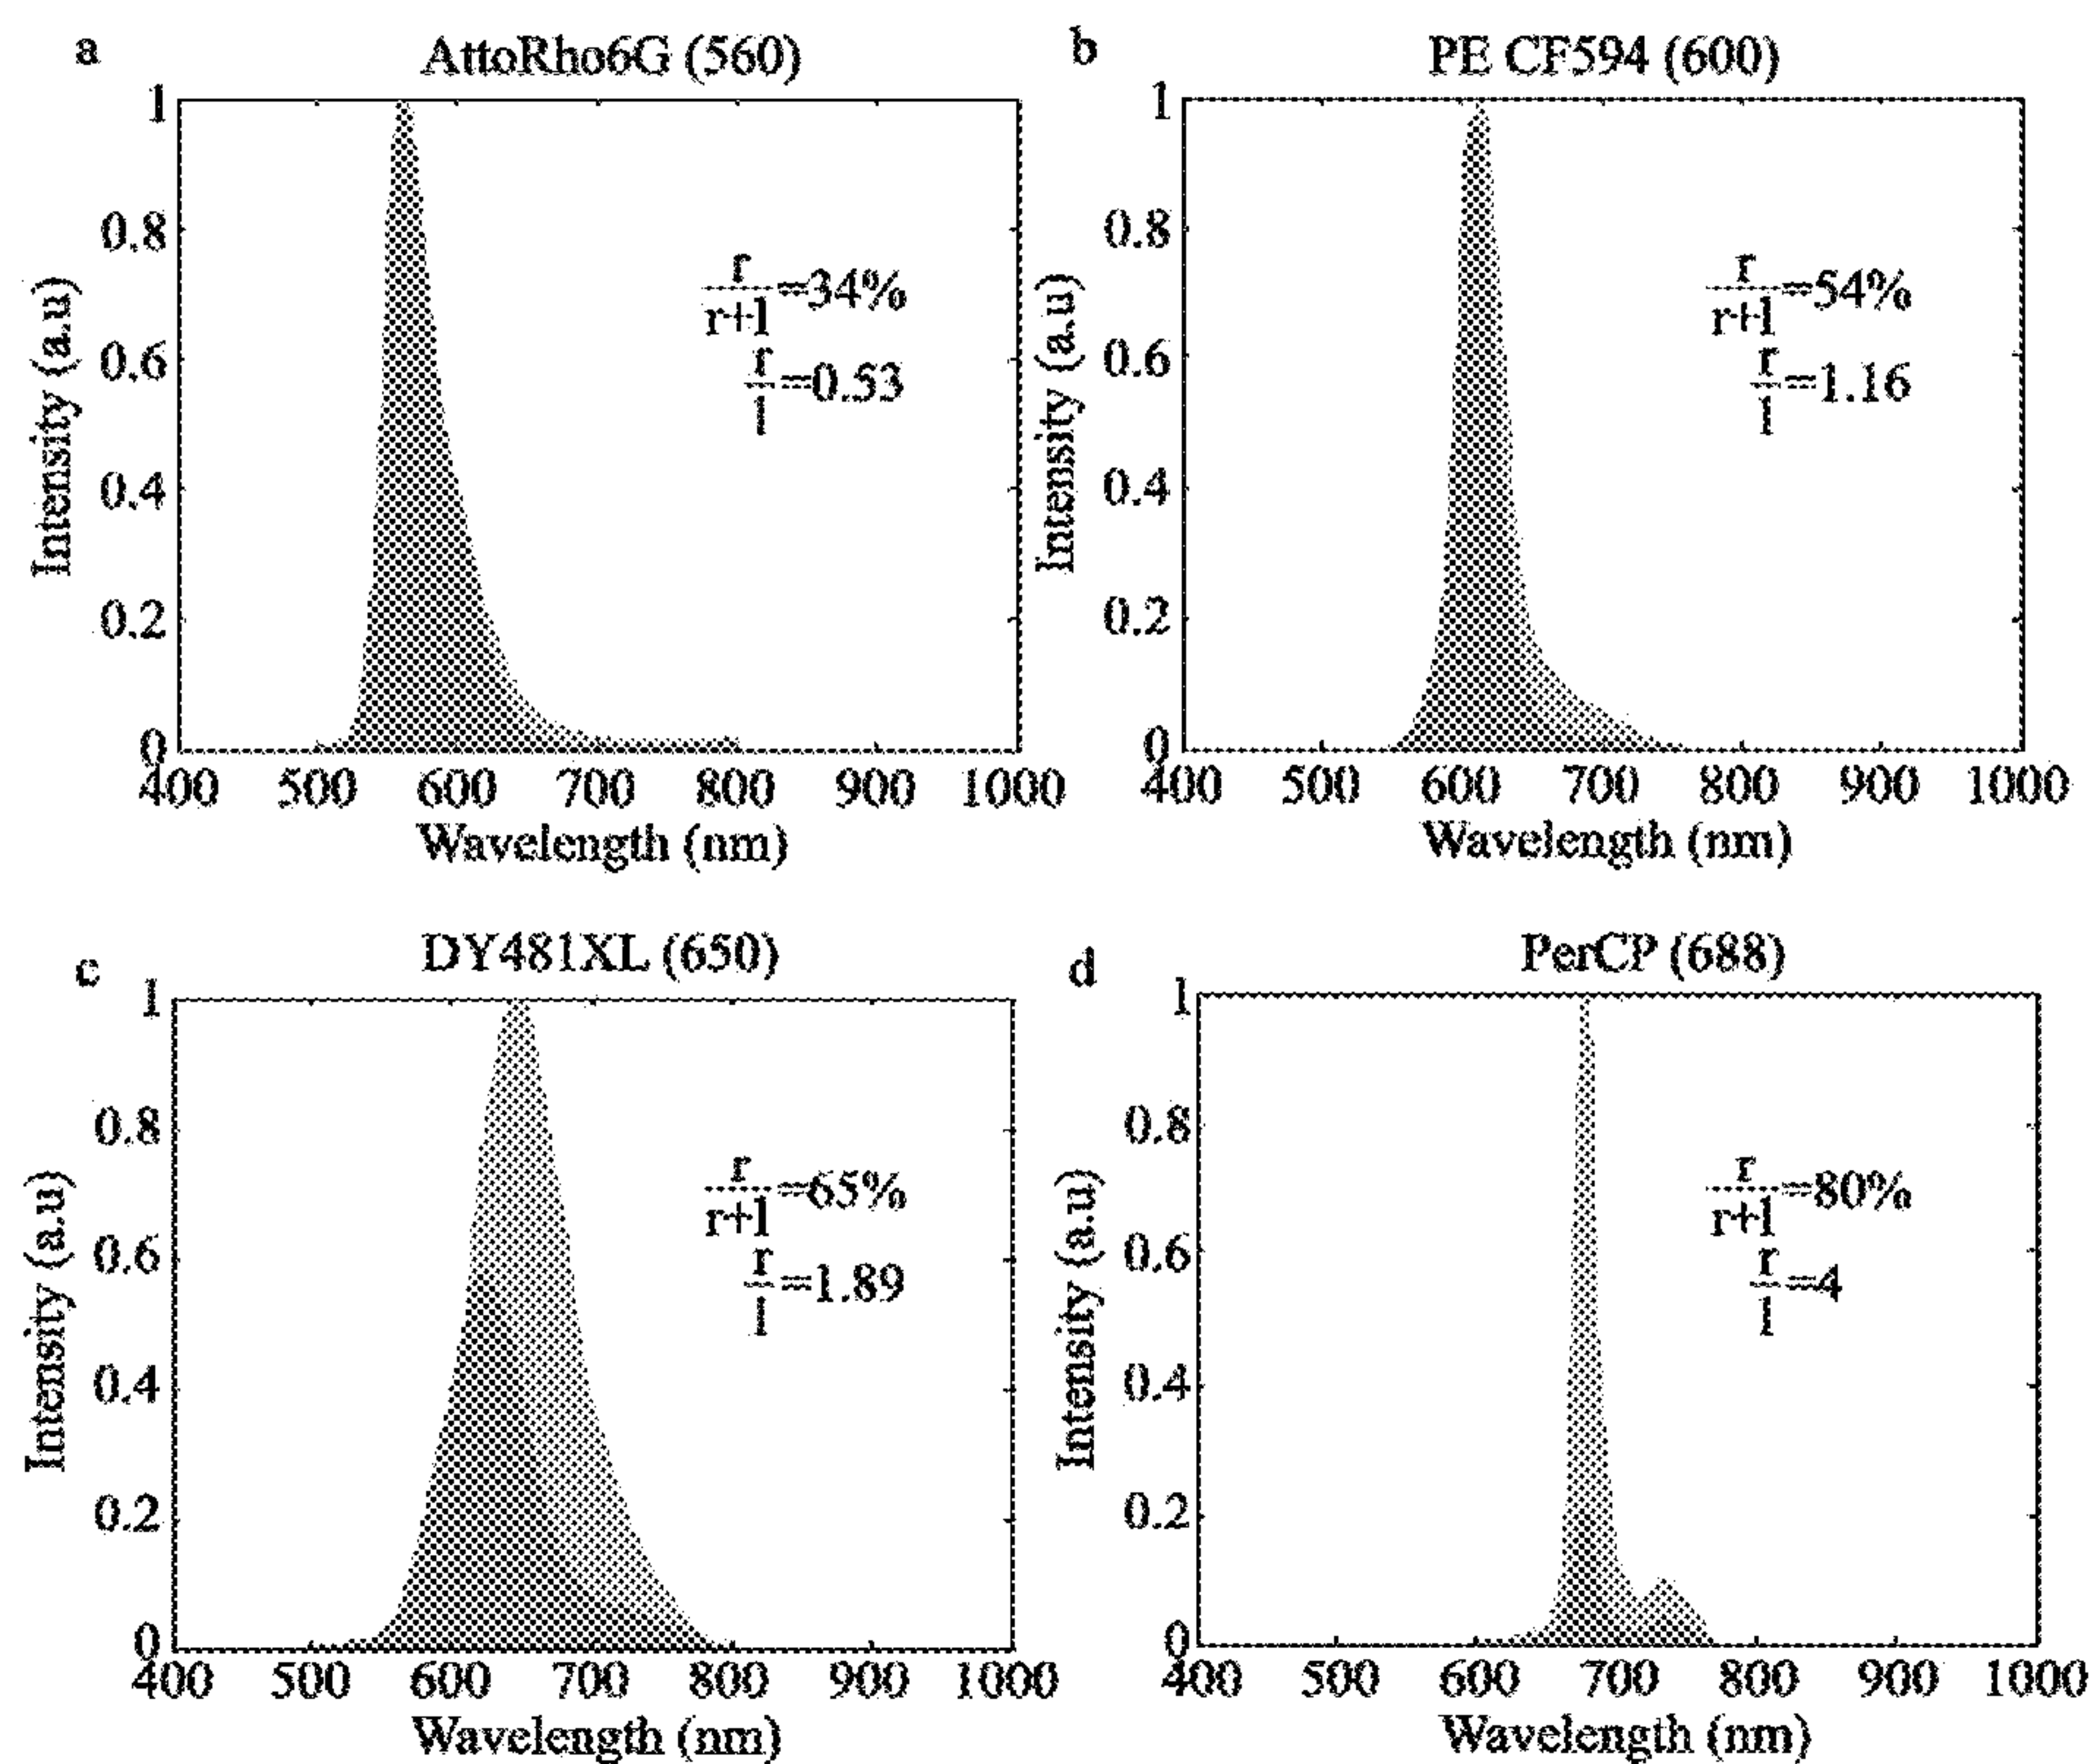 a
AttoRho6G (560)
1
0.8
0.6
0.4
0.2
0
Intensity (a.u)
r
r+l
=34%
r
l
=0.53
400 500 600 700 800 900 1000
Wavelength (nm)
b
PE CF594 (600)
1
0.8
0.6
0.4
0.2
0
Intensity (a.u)
r
r+l
=54%
r
l
=1.16
400 500 600 700 800 900 1000
Wavelength (nm)
c
DY481XL (650)
1
0.8
0.6
0.4
0.2
0
Intensity (a.u)
r
r+l
=65%
r
l
=1.89
400 500 600 700 800 900 1000
Wavelength (nm)
d
PerCP (688)
1
0.8
0.6
0.4
0.2
0
Intensity (a.u)
r
r+l
=80%
r
l
=4
400 500 600 700 800 900 1000
Wavelength (nm)